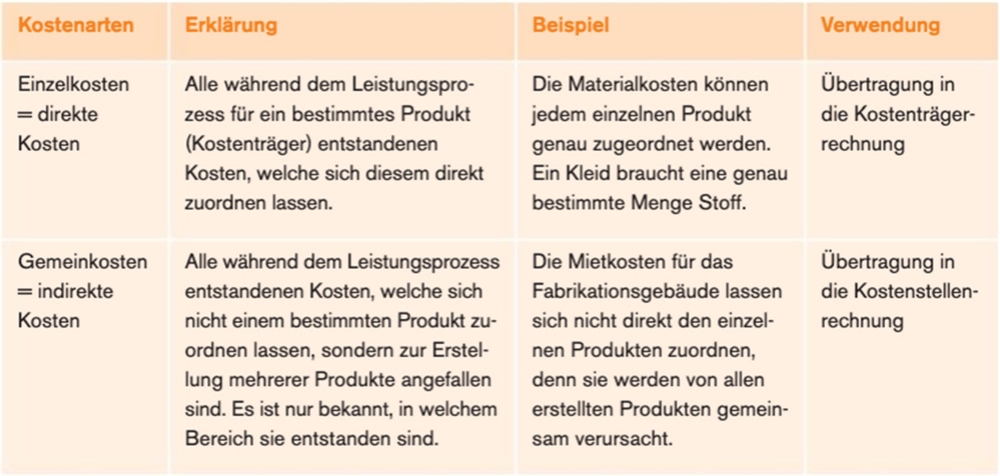 Kostenarten
Erklärung
Beispiel
Verwendung
Einzelkosten
= direkte
Kosten
Alle während dem Leistungspro-
zess für ein bestimmtes Produkt
(Kostenträger) entstandenen
Kosten, welche sich diesem direkt
zuordnen lassen.
Die Materialkosten können
jedem einzelnen Produkt
genau zugeordnet werden.
Ein Kleid braucht eine genau
bestimmte Menge Stoff.
Übertragung in
die Kostenträger-
rechnung
Gemeinkosten
= indirekte
Kosten
Alle während dem Leistungsprozess
entstandenen Kosten, welche sich
nicht einem bestimmten Produkt zu-
ordnen lassen, sondern zur Erstel-
lung mehrerer Produkte angefallen
sind. Es ist nur bekannt, in welchem
Bereich sie entstanden sind.
Die Mietkosten für das
Fabrikationsgebäude lassen
sich nicht direkt den einzel-
nen Produkten zuordnen,
denn sie werden von allen
erstellten Produkten gemein-
sam verursacht.
Übertragung in
die Kostenstellen-
rechnung